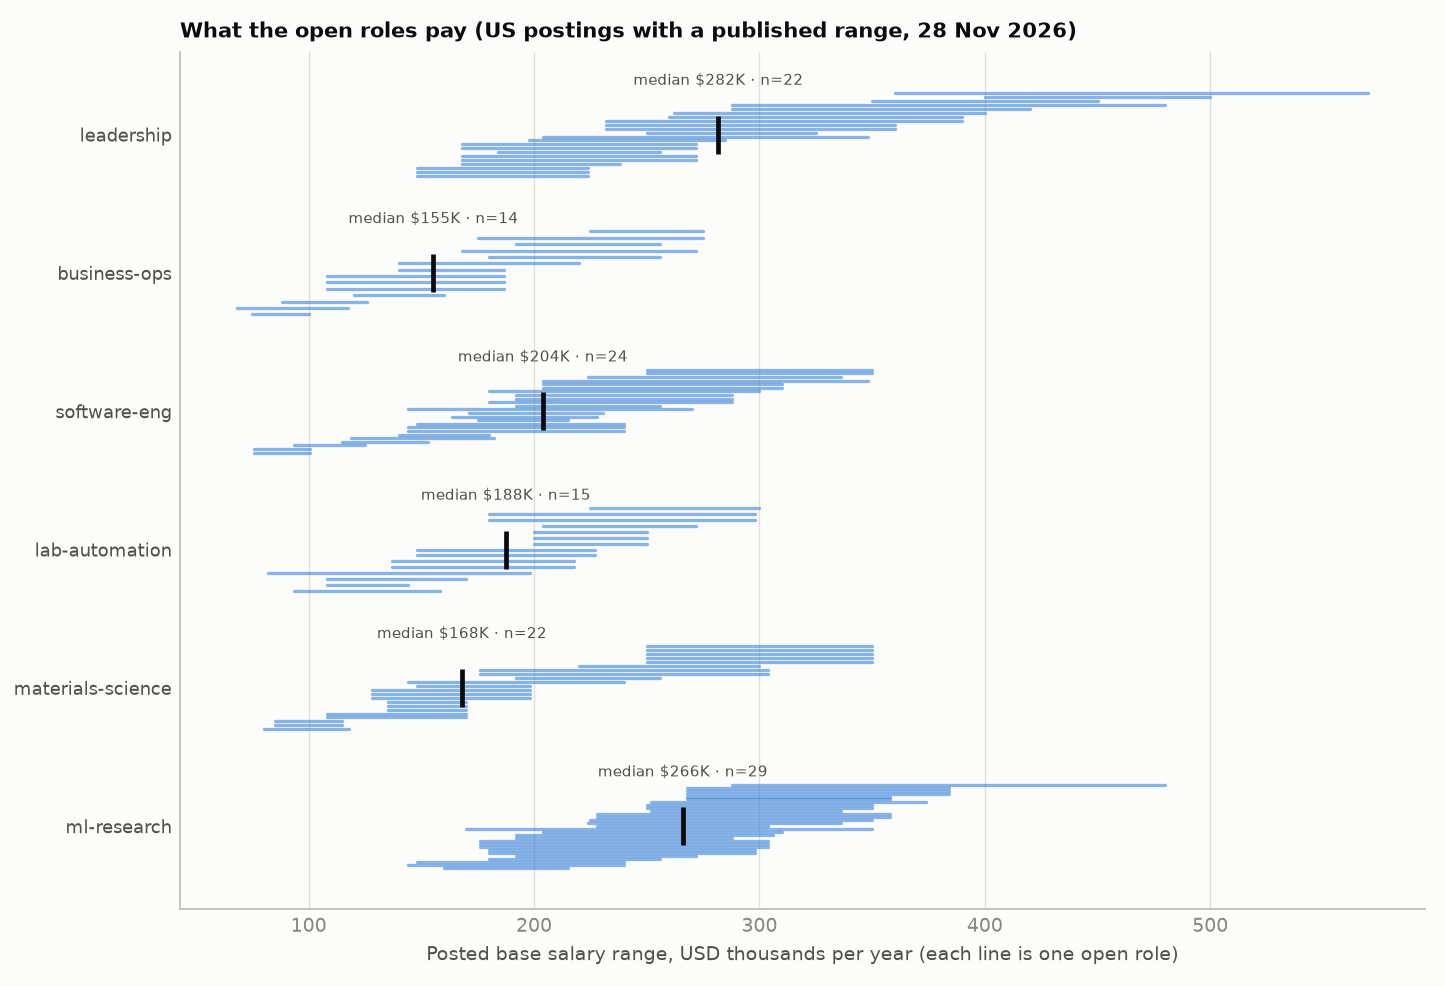 What the open roles pay (US postings with a published range, 28 Nov 2026)
median $282K · n=22
leadership
median $155K · n=14
business-ops
median $204K · n=24
software-eng
median $188K · n=15
lab-automation
median $168K · n=22
materials-science
median $266K · n=29
ml-research
100 200 300 400 500
Posted base salary range, USD thousands per year (each line is one open role)